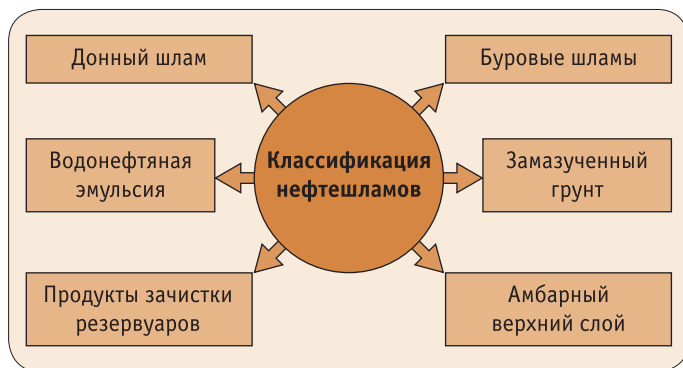 Донный шлам
Буровые шламы
Классификация
нефтешламов
Водонефтяная
эмульсия
Замазученный
грунт
Продукты зачистки
резервуаров
Амбарный
верхний слой